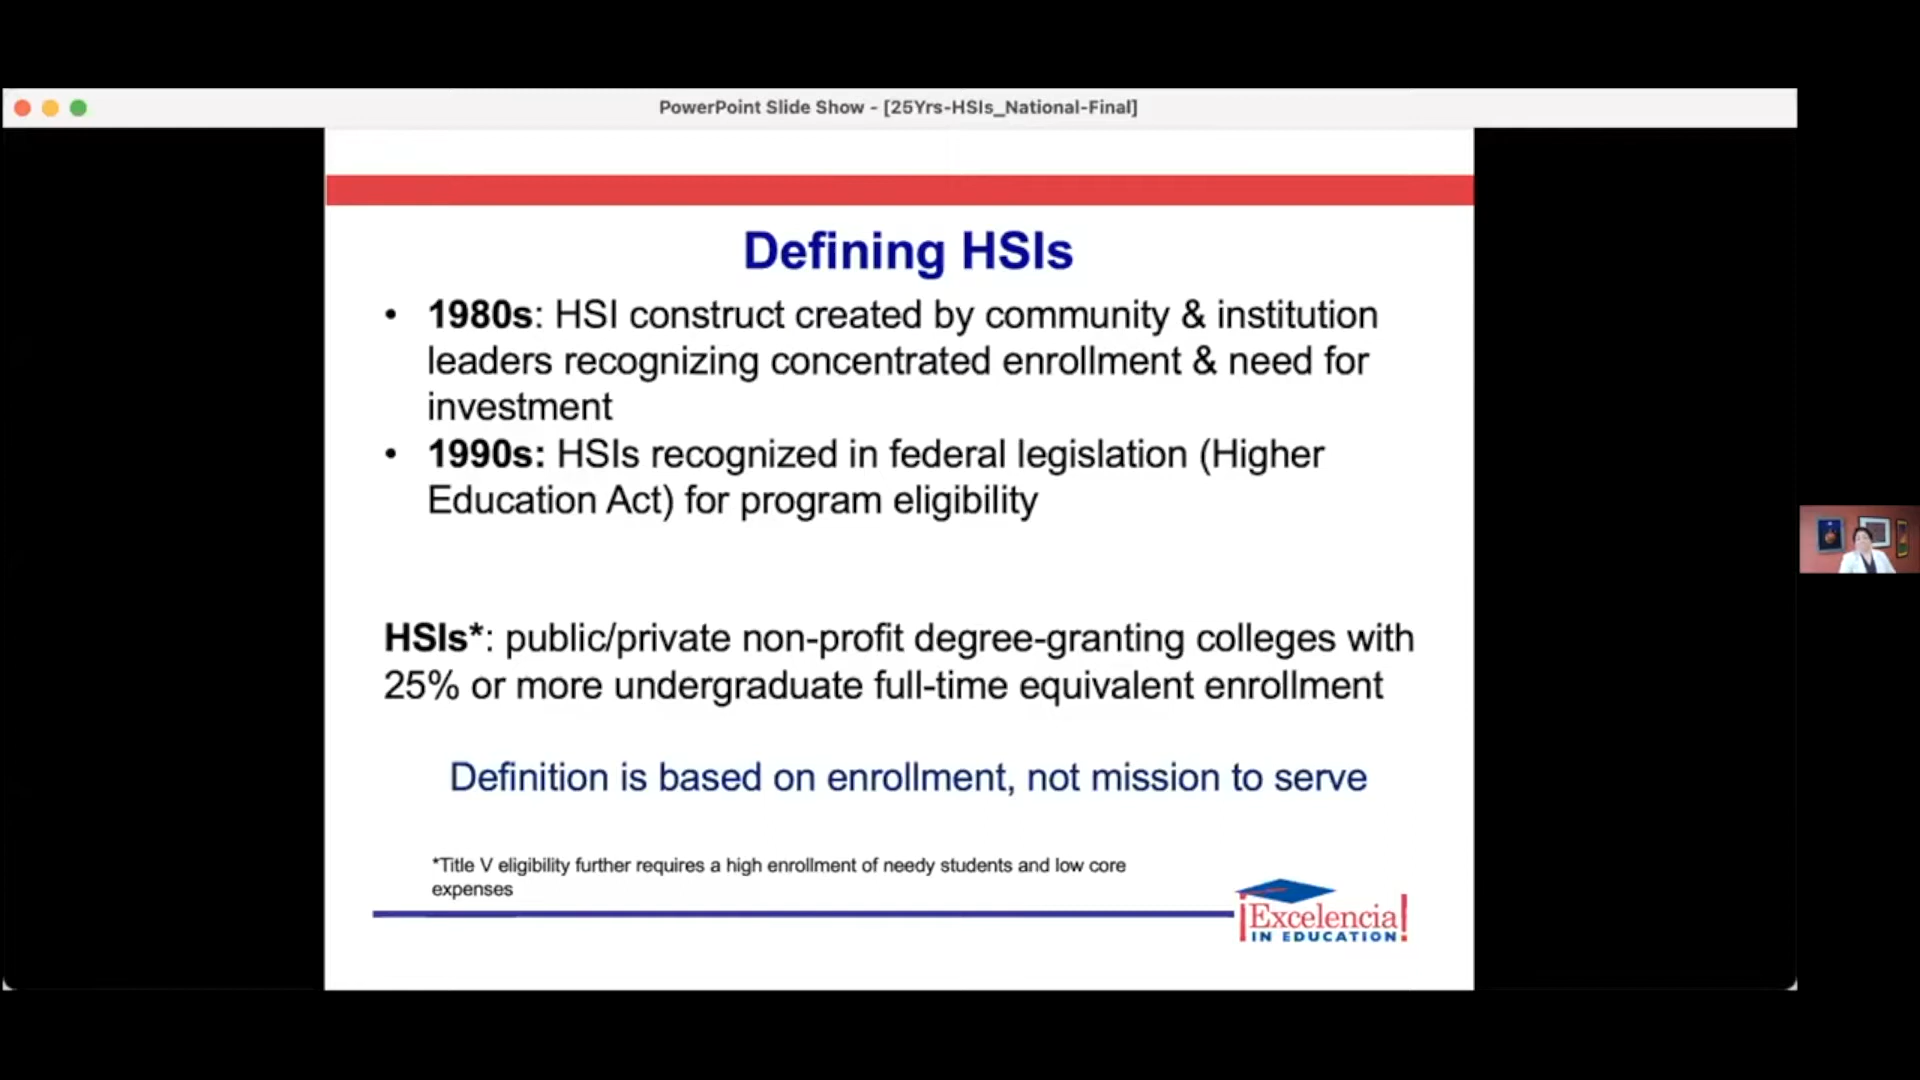 PowerPoint Slide Show - [25Yrs-HSIs_National-Final]
Defining HSIs
• 1980s: HSI construct created by community & institution
leaders recognizing concentrated enrollment & need for
investment
• 1990s: HSIs recognized in federal legislation (Higher
Education Act) for program eligibility
HSIs*: public/private non-profit degree-granting colleges with
25% or more undergraduate full-time equivalent enrollment
Definition is based on enrollment, not mission to serve
*Title V eligibility further requires a high enrollment of needy students and low core
expenses
¡Excelencia!
IN EDUCATION